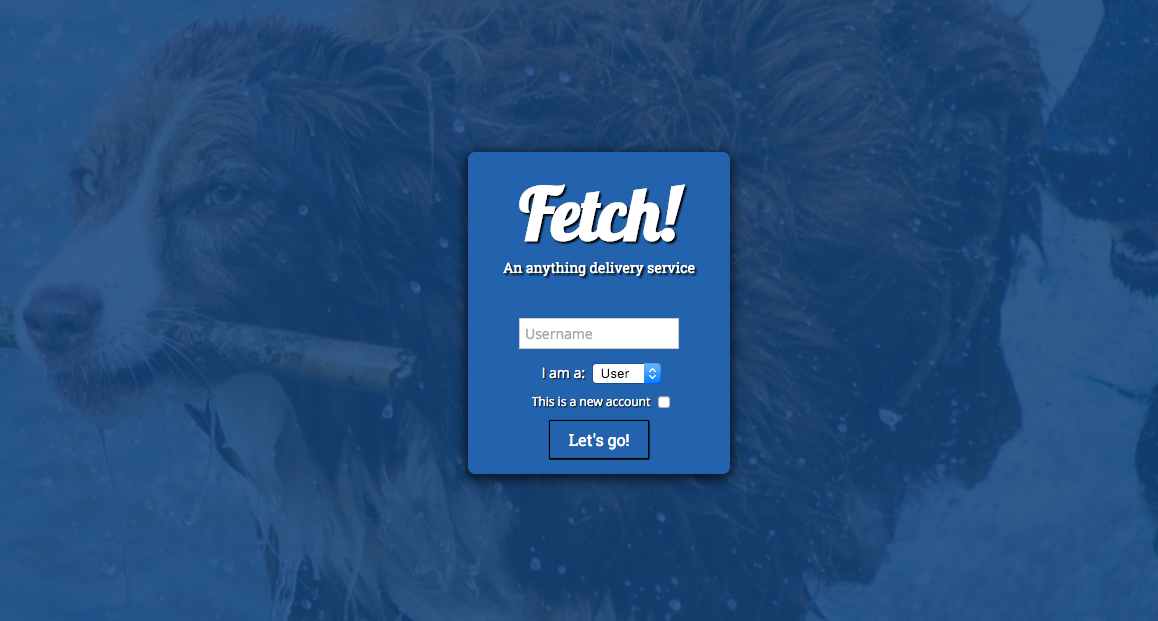 Fetch!
An anything delivery service
Username
I am a: User
This is a new account
Let's go!